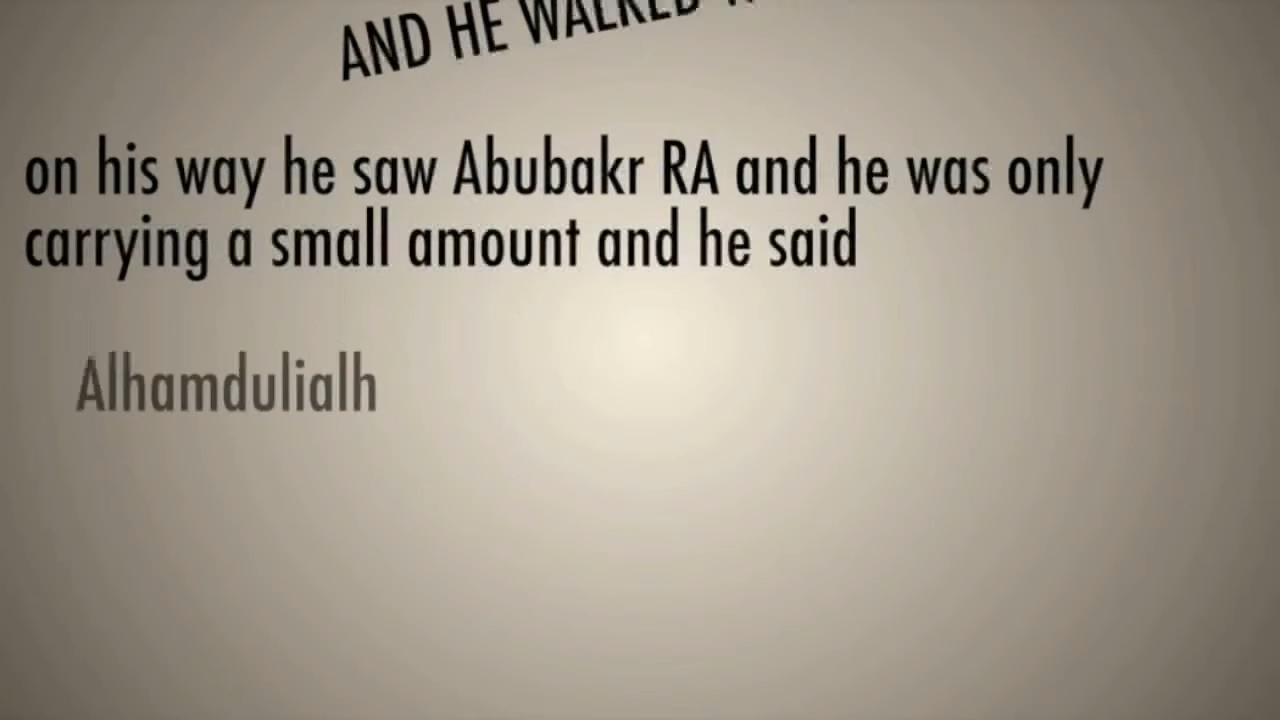 AND HE WALKED
on his way he saw Abubakr RA and he was only
carrying a small amount and he said
Alhamdulialh